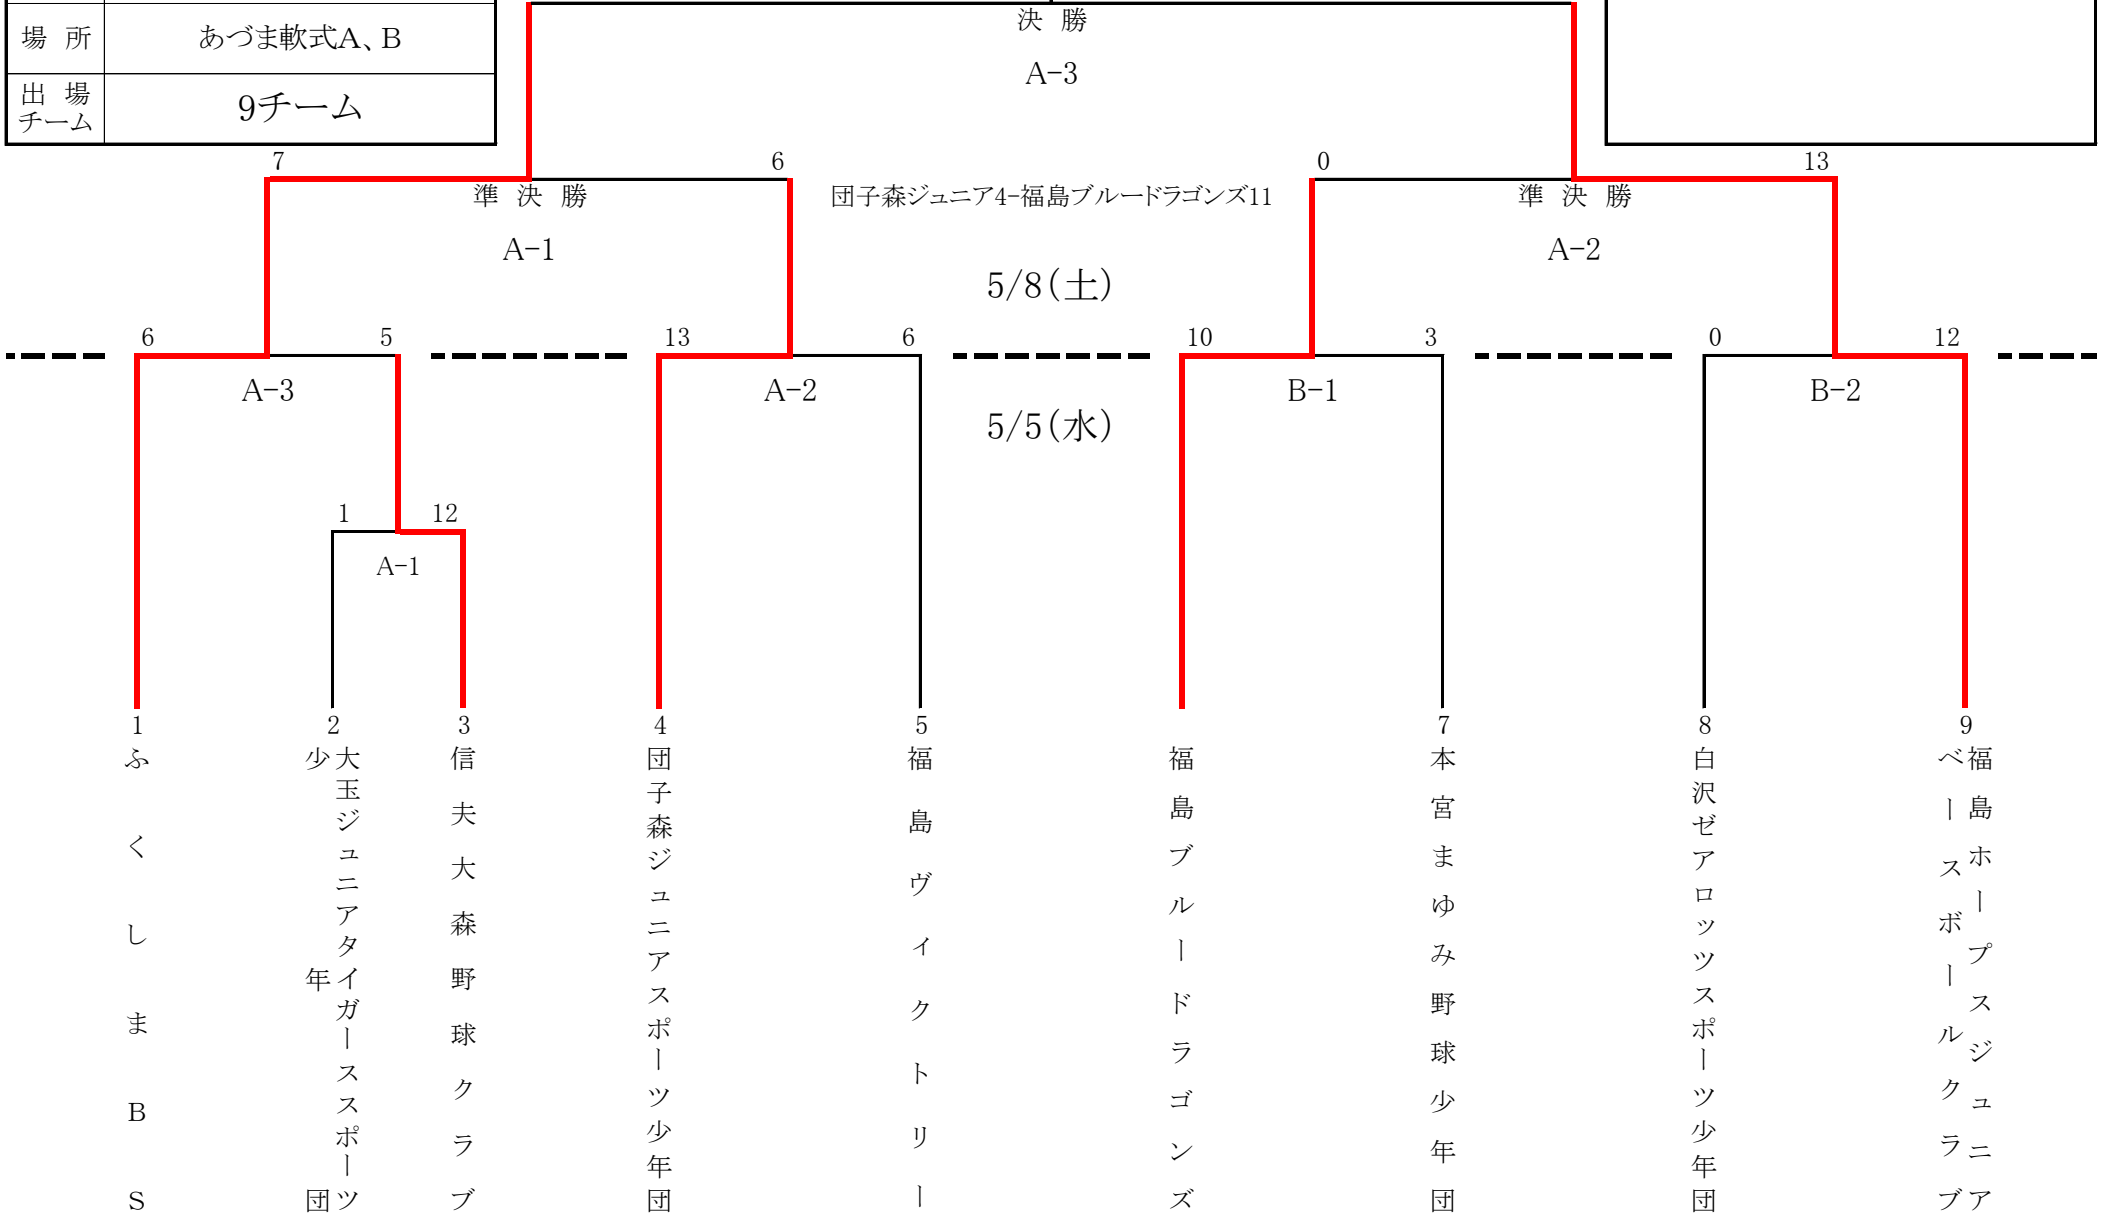 決 勝
場 所 あづま軟式A、B
A-3
出 場
チーム
9チーム
7 6 0 13
準 決 勝 団子森ジュニア4-福島ブルードラゴンズ11 準 決 勝
A-1 A-2
5/8(土)
6 5 13 6 10 3 0 12
A-3 A-2 B-1 B-2
5/5(水)
1 12
A-1
1 2 3 4 5 7 8 9
ふくしまBS
大玉ジュニアタイガーススポーツ
少年団
信夫大森野球クラブ
団子森ジュニアスポーツ少年団
福島ヴィクトリー
福島ブルードラゴンズ
本宮まゆみ野球少年団
白沢ゼアロッツスポーツ少年団
福島ホープスジュニア
ベースボールクラブ